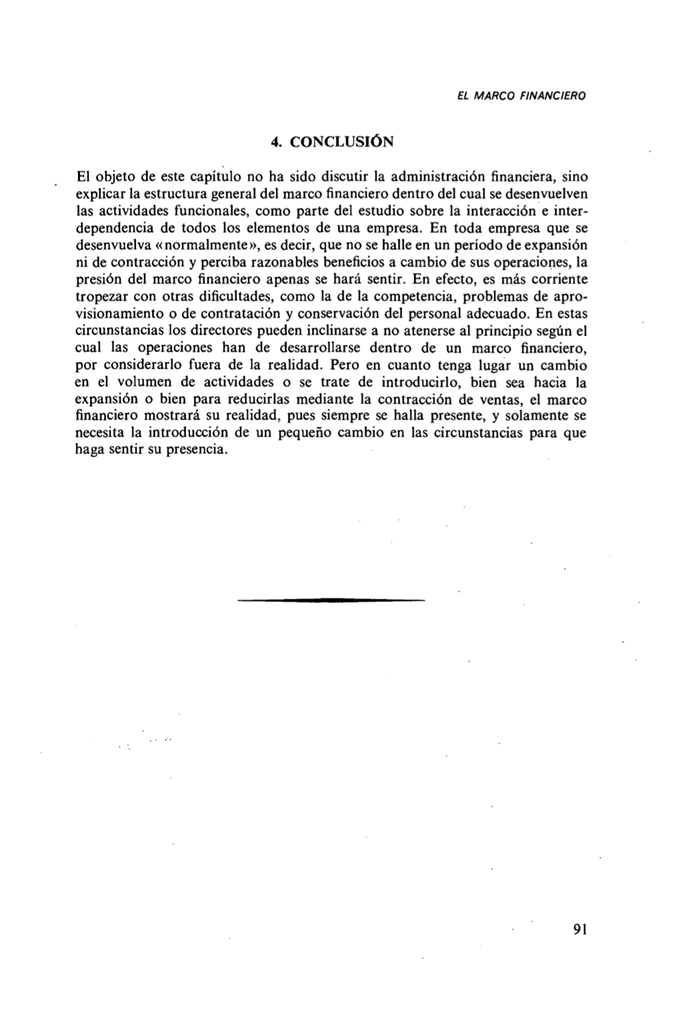 EL MARCO FINANCIERO
4. CONCLUSIÓN
El objeto de este capítulo no ha sido discutir la administración financiera, sino
explicar la estructura general del marco financiero dentro del cual se desenvuelven
las actividades funcionales, como parte del estudio sobre la interacción e inter-
dependencia de todos los elementos de una empresa. En toda empresa que se
desenvuelva «normalmente», es decir, que no se halle en un periodo de expansión
ni de contracción y perciba razonables beneficios a cambio de sus operaciones, la
presión del marco financiero apenas se hará sentir. En efecto, es más corriente
tropezar con otras dificultades, como la de la competencia, problemas de apro-
visionamiento o de contratación y conservación del personal adecuado. En estas
circunstancias los directores pueden inclinarse a no atenerse al principio según el
cual las operaciones han de desarrollarse dentro de un marco financiero,
por considerarlo fuera de la realidad. Pero en cuanto tenga lugar un cambio
en el volumen de actividades o se trate de introducirlo, bien sea hacia la
expansión o bien para reducirlas mediante la contracción de ventas, el marco
financiero mostrará su realidad, pues siempre se halla presente, y solamente se
necesita la introducción de un pequeño cambio en las circunstancias para que
haga sentir su presencia.
91